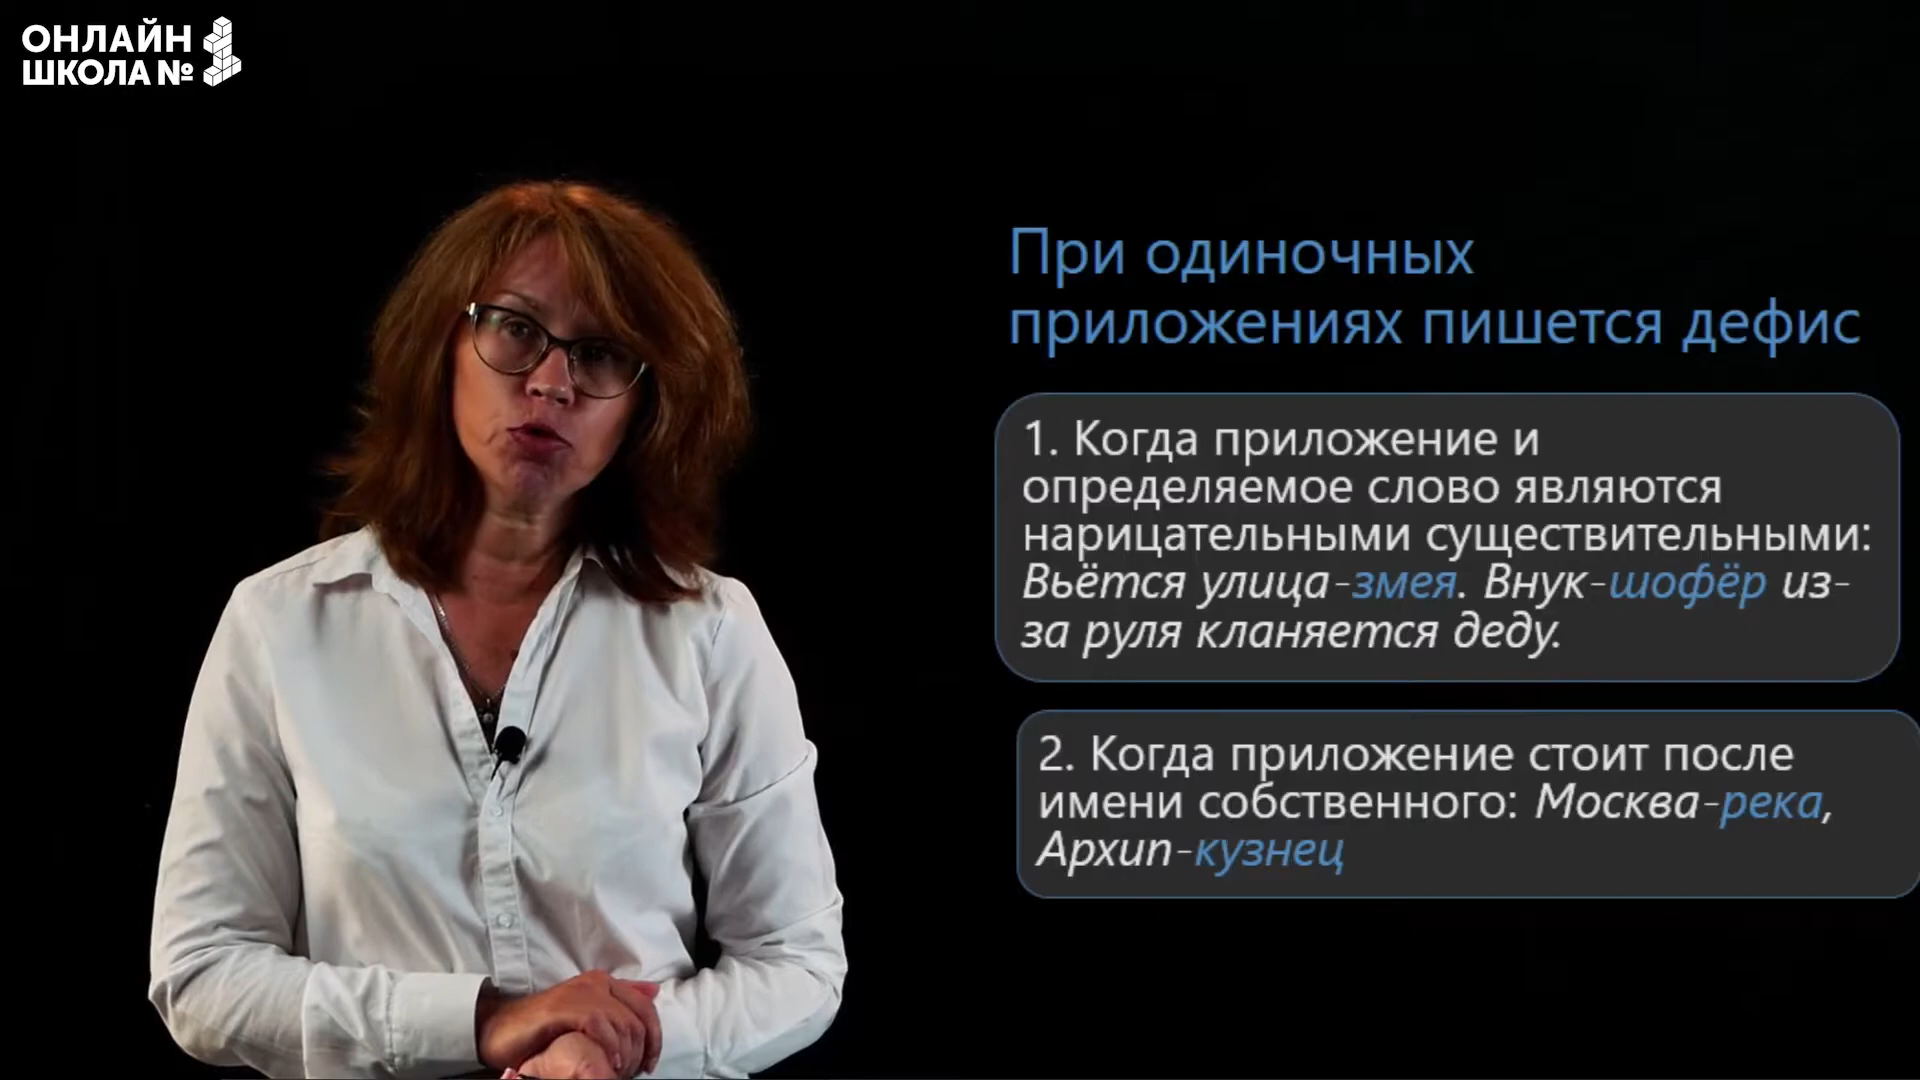 ОНЛАЙН
ШКОЛА №
При одиночных
приложениях пишется дефис
1. Когда приложение и
определяемое слово являются
нарицательными существительными:
Вьётся улица-змея. Внук-шофёр из-
за руля кланяется деду.
2. Когда приложение стоит после
имени собственного: Москва-река,
Архип-кузнец